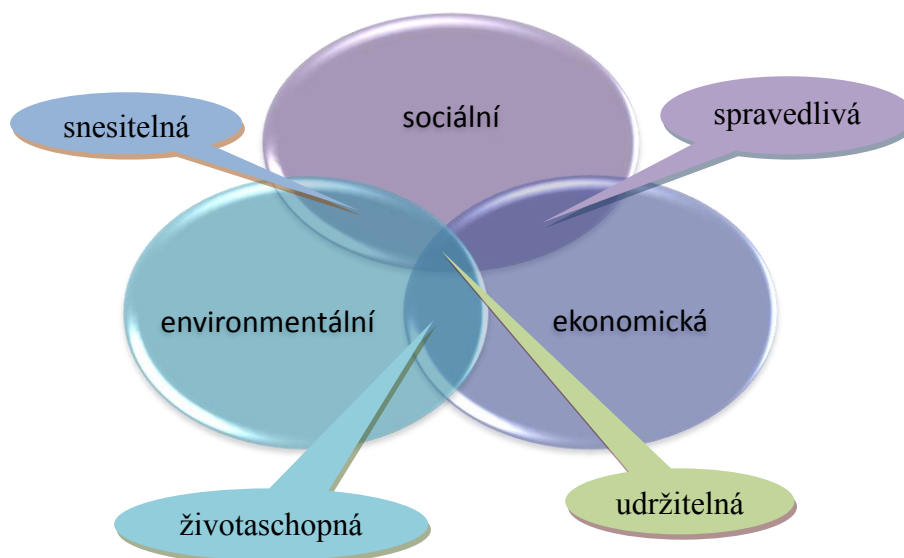 sociální
snesitelná
spravedlivá
environmentální
ekonomická
životaschopná
udržitelná